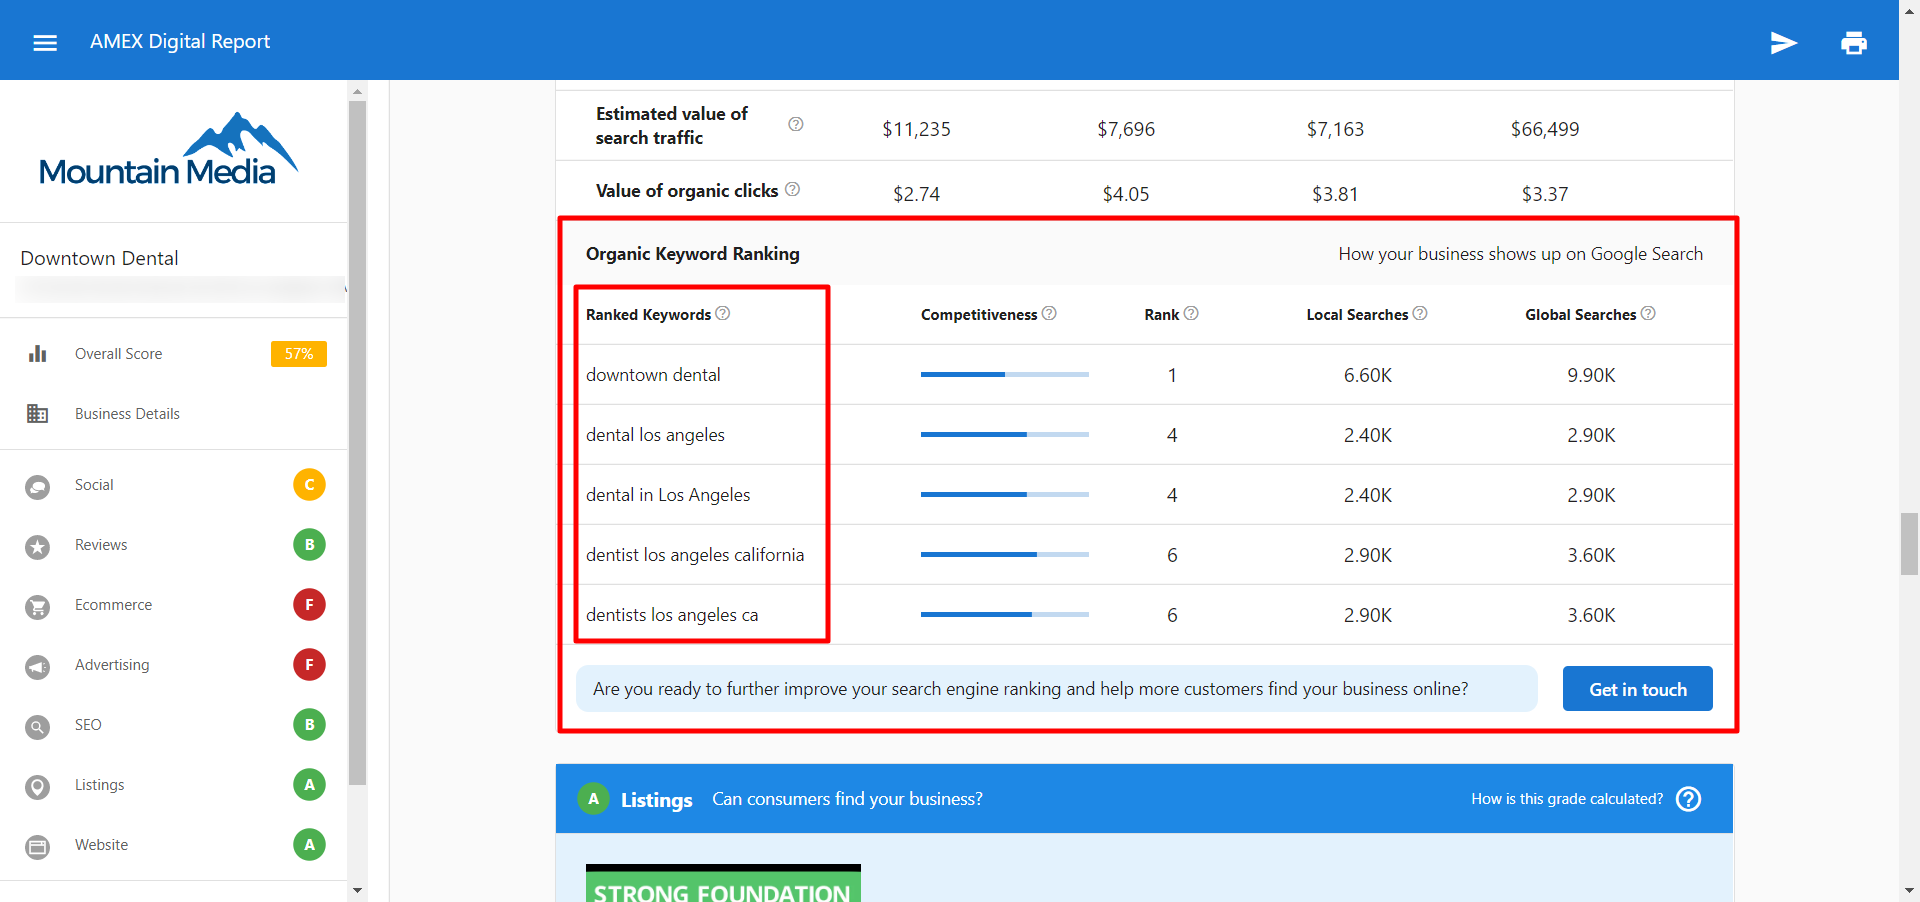 AMEX Digital Report
Mountain Media
Downtown Dental
Overall Score 57%
Business Details
Social C
Reviews B
Ecommerce F
Advertising F
SEO B
Listings A
Website A
Estimated value of
search traffic $11,235 $7,696 $7,163 $66,499
Value of organic clicks $2.74 $4.05 $3.81 $3.37
Organic Keyword Ranking How your business shows up on Google Search
Ranked Keywords Competitiveness Rank Local Searches Global Searches
downtown dental 1 6.60K 9.90K
dental los angeles 4 2.40K 2.90K
dental in Los Angeles 4 2.40K 2.90K
dentist los angeles california 6 2.90K 3.60K
dentists los angeles ca 6 2.90K 3.60K
Are you ready to further improve your search engine ranking and help more customers find your business online? Get in touch
A Listings Can consumers find your business? How is this grade calculated?
STRONG FOUNDATION